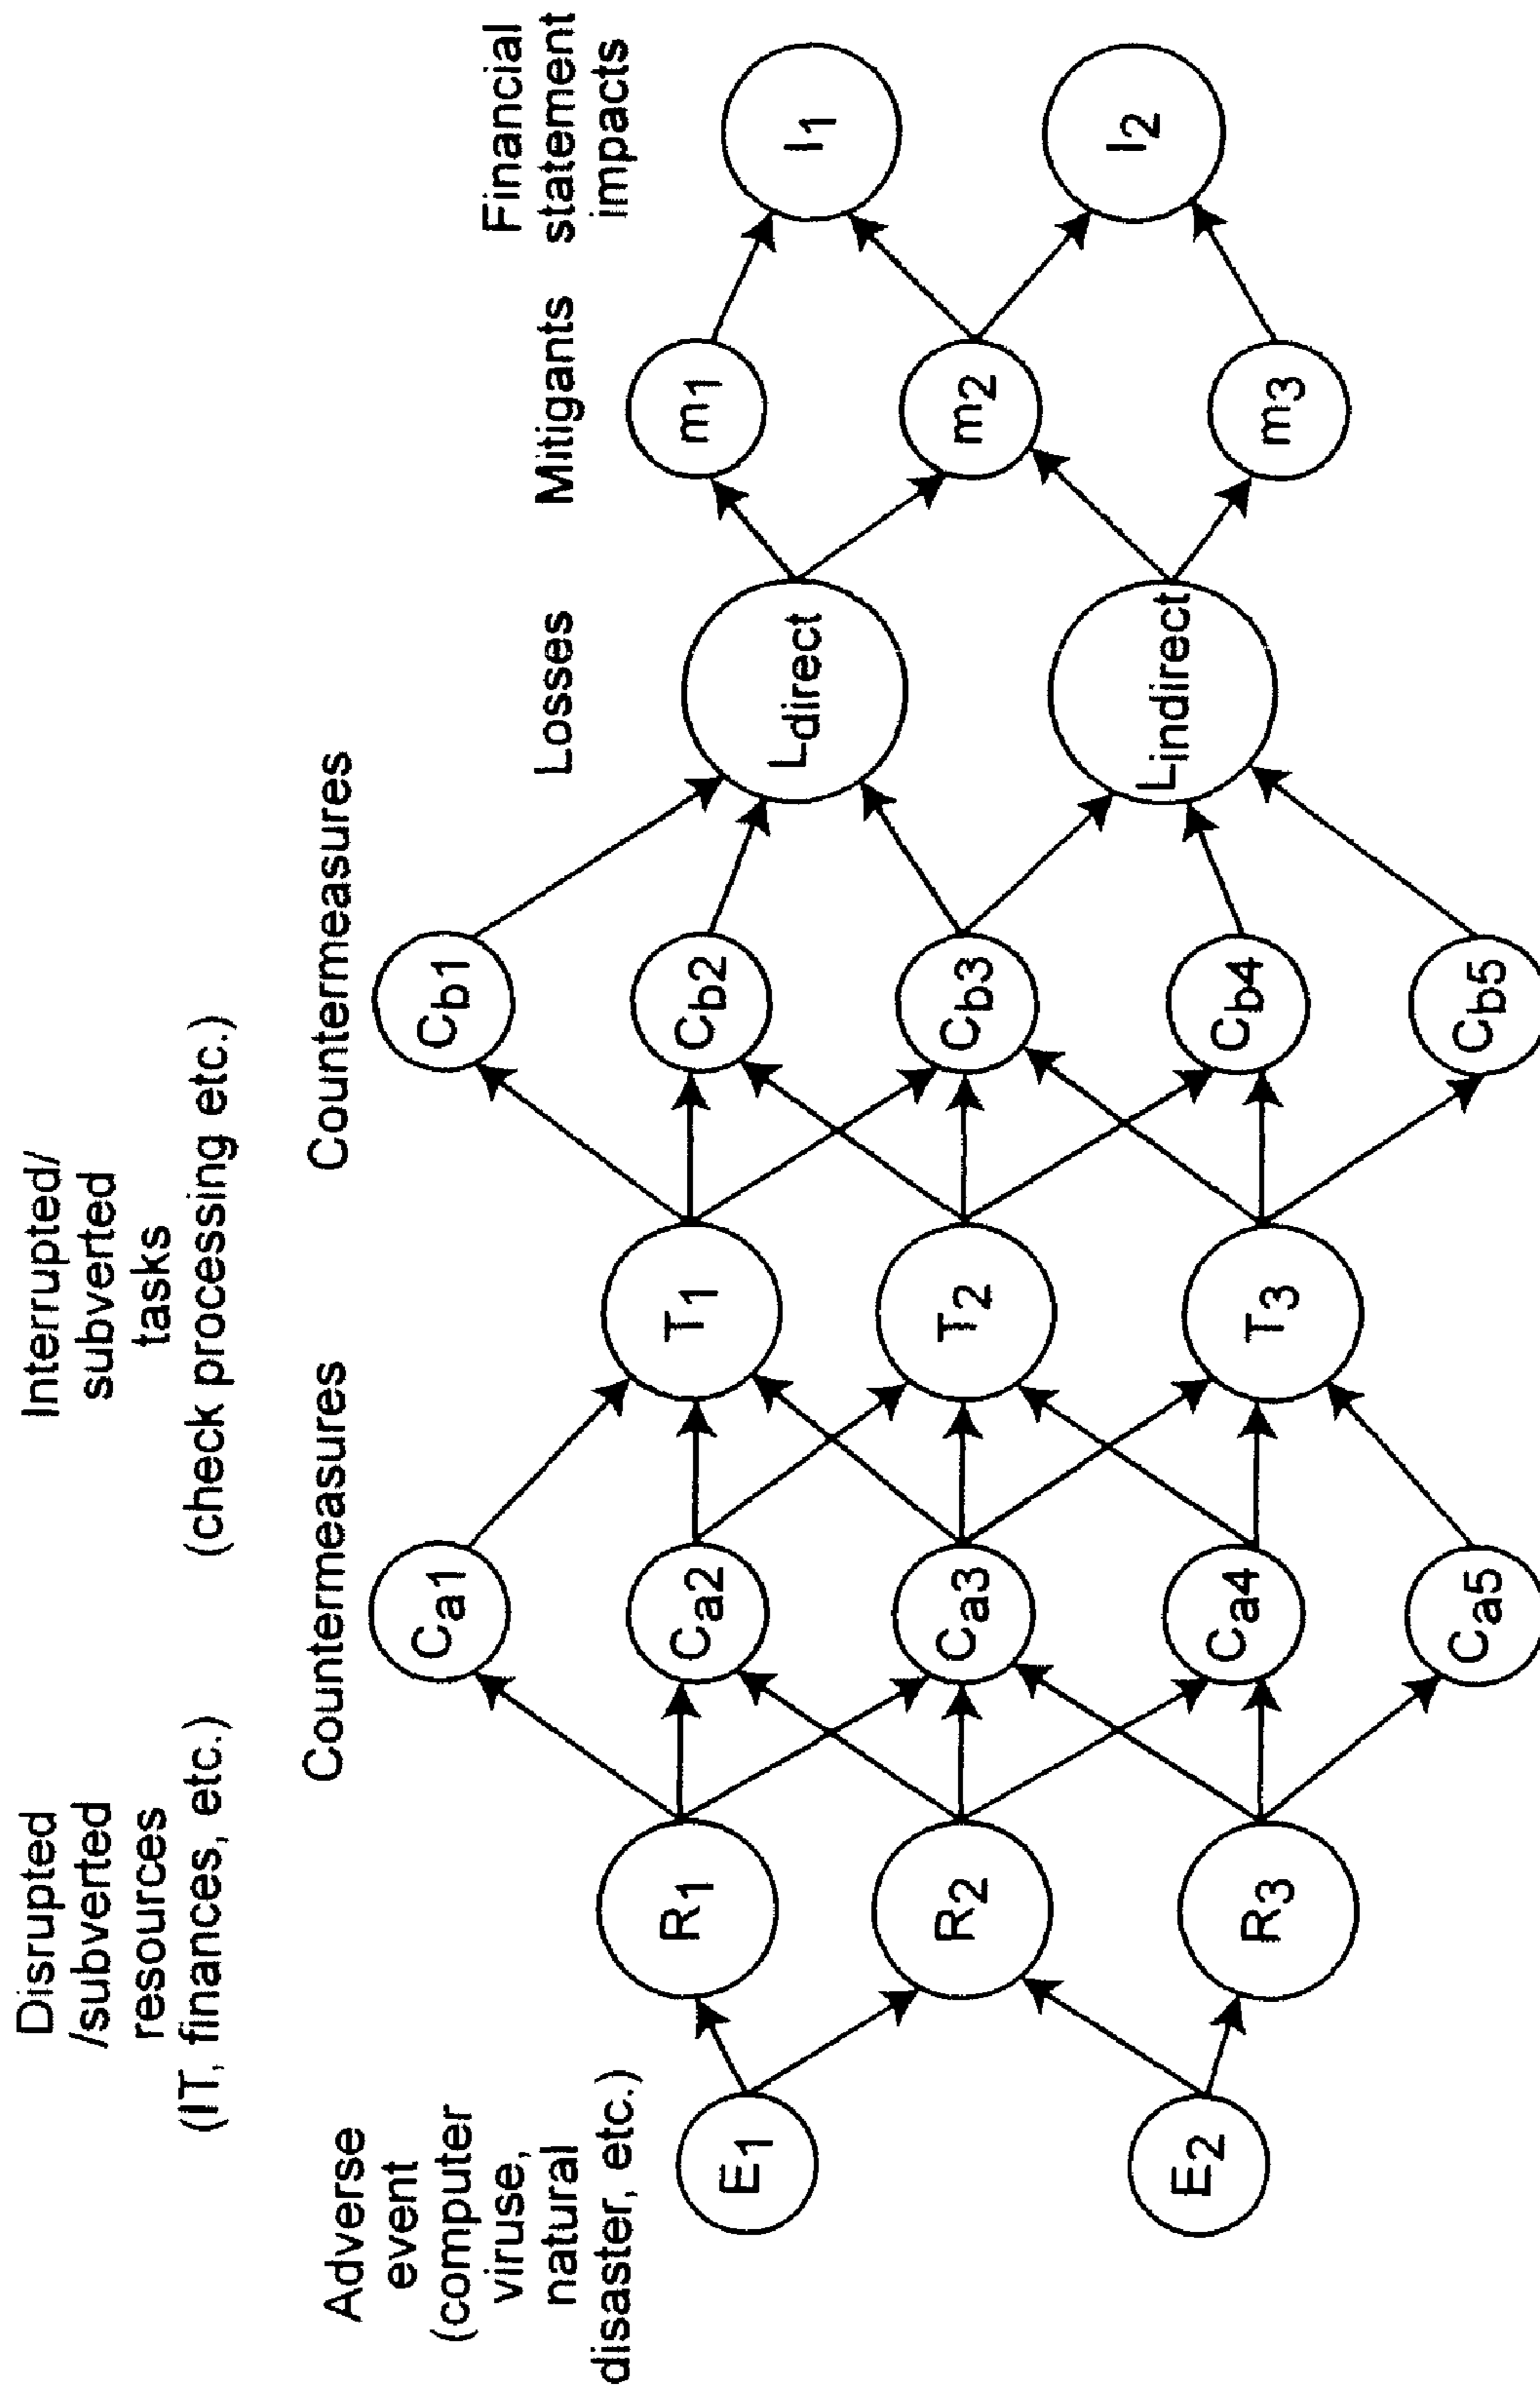 Adverse
event
(computer
viruse,
natural
disaster, etc.)
Disrupted
/subverted
resources
(IT, finances, etc.)
Countermeasures
Interrupted/
subverted
tasks
(check processing etc.)
Countermeasures
Losses
Mitigants
Financial
statement
impacts
E1
E2
R1
R2
R3
Ca1
Ca2
Ca3
Ca4
Ca5
T1
T2
T3
Cb1
Cb2
Cb3
Cb4
Cb5
Ldirect
Lindirect
m1
m2
m3
I1
I2